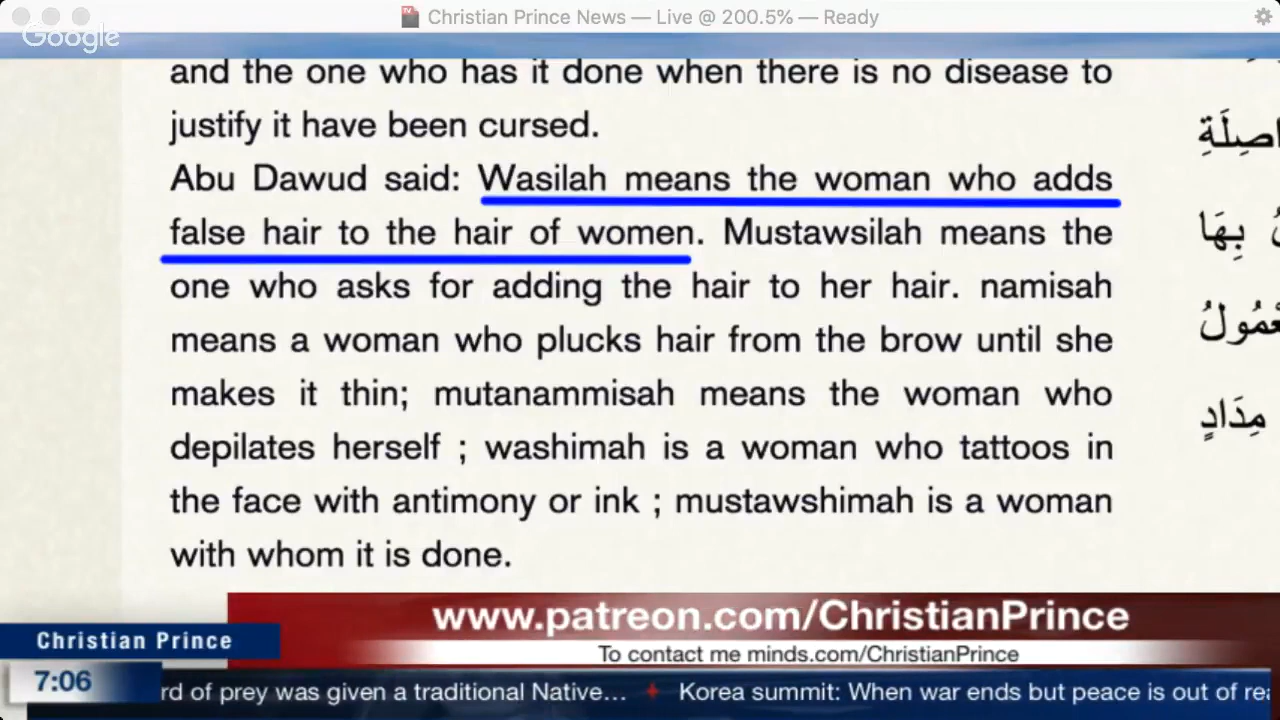 Christian Prince News — Live @ 200.5% — Ready
Google
and the one who has it done when there is no disease to
justify it have been cursed.
Abu Dawud said: Wasilah means the woman who adds
false hair to the hair of women. Mustawsilah means the
one who asks for adding the hair to her hair. namisah
means a woman who plucks hair from the brow until she
makes it thin; mutanammisah means the woman who
depilates herself ; washimah is a woman who tattoos in
the face with antimony or ink ; mustawshimah is a woman
with whom it is done.
بِهَا
مِدَادٍ
www.patreon.com/ChristianPrince
Christian Prince
To contact me minds.com/ChristianPrince
7:06
rd of prey was given a traditional Native... Korea summit: When war ends but peace is out of